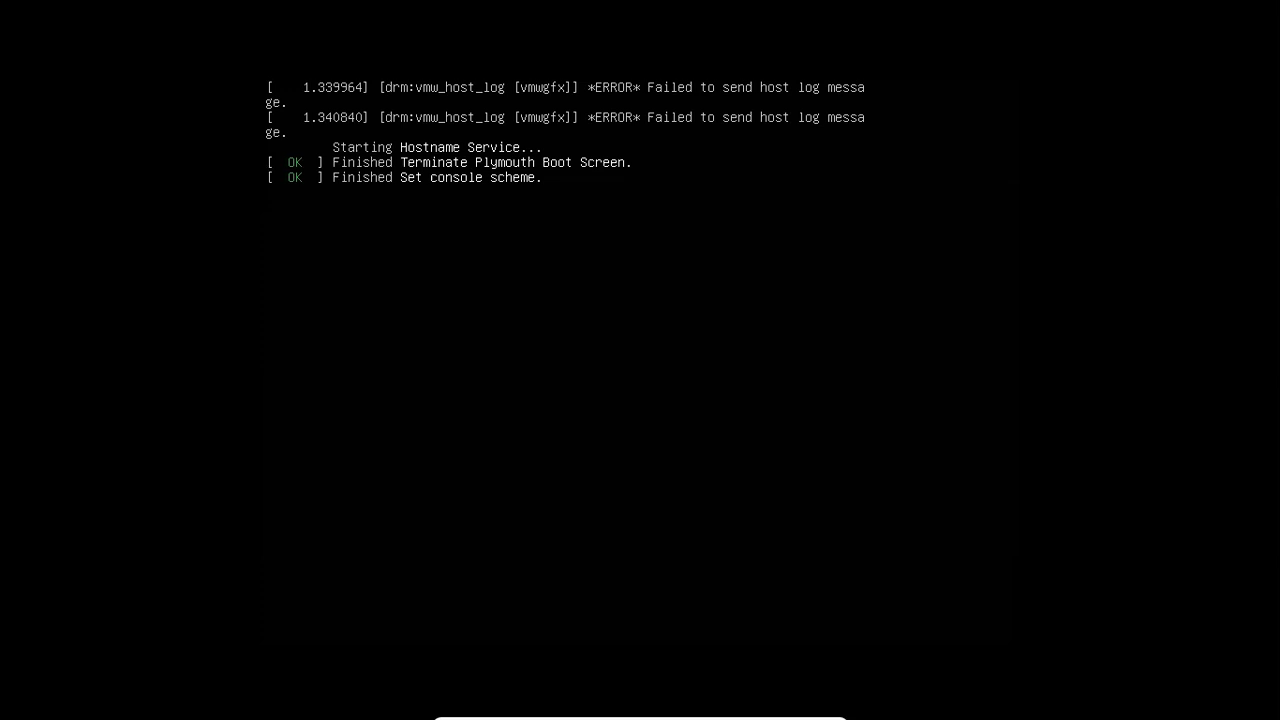 [    1.339964] [drm:vmw_host_log [vmwgfx]] *ERROR* Failed to send host log messa
ge.
[    1.340840] [drm:vmw_host_log [vmwgfx]] *ERROR* Failed to send host log messa
ge.
         Starting Hostname Service...
[  OK  ] Finished Terminate Plymouth Boot Screen.
[  OK  ] Finished Set console scheme.